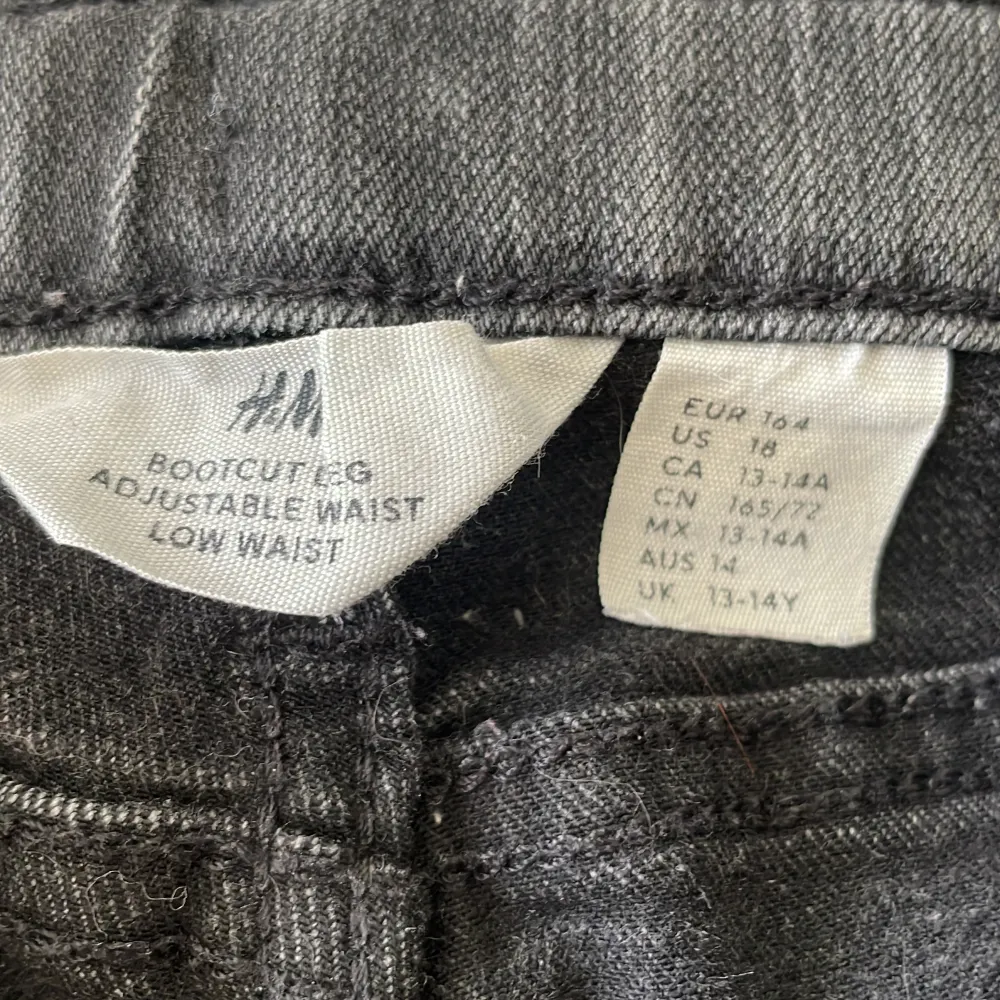 H&M
BOOTCUT LEG
ADJUSTABLE WAIST
LOW WAIST
EUR 164
US 18
CA 13-14A
CN 165/72
MX 13-14A
AUS 14
UK 13-14Y